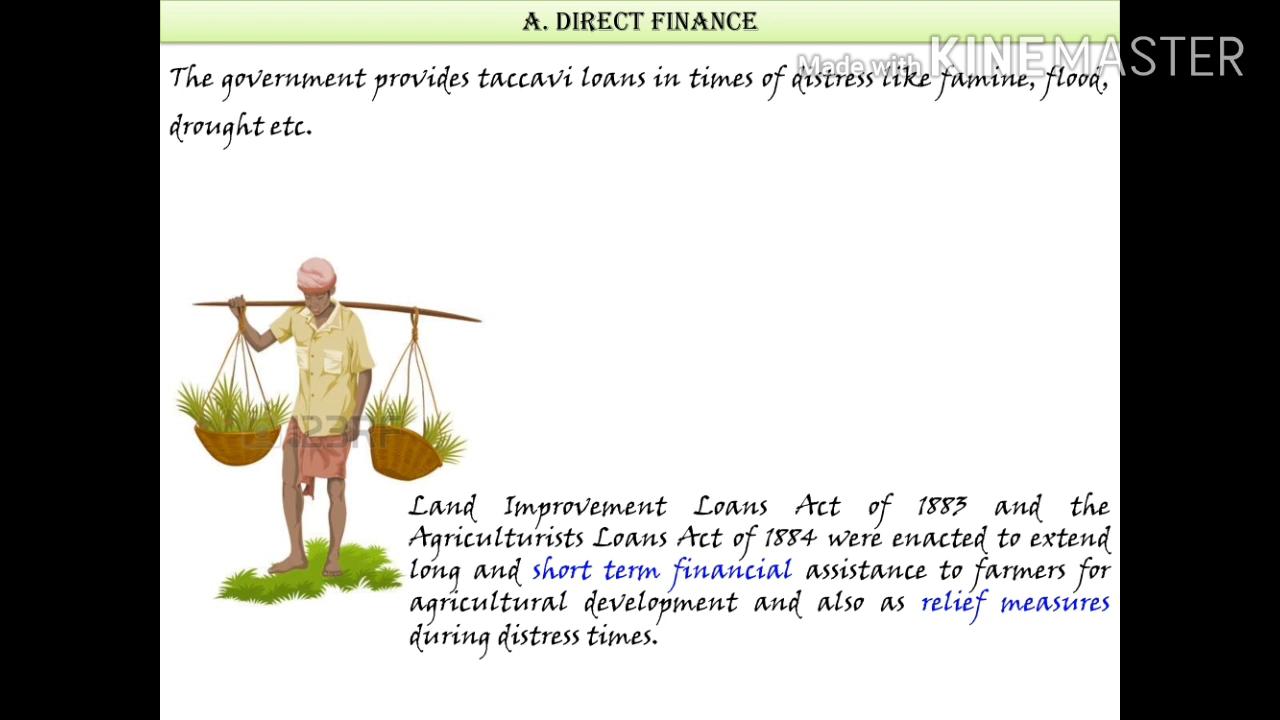 A. DIRECT FINANCE
Made with KINEMASTER
The government provides taccavi loans in times of distress like famine, flood,
drought etc.
123RF
Land Improvement Loans Act of 1883 and the
Agriculturists Loans Act of 1884 were enacted to extend
long and short term financial assistance to farmers for
agricultural development and also as relief measures
during distress times.